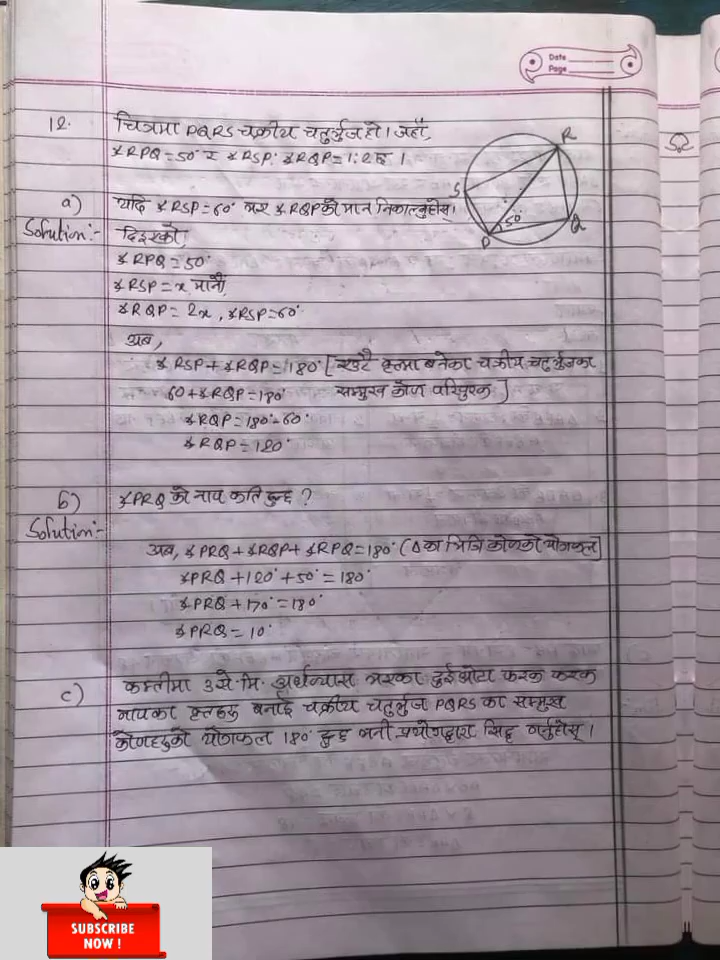 Date
Page
12. चित्रमा PQRS चक्रीय चतुर्भुज हो। जहाँ,
∡RPQ=50° र ∡RSP:∡RQP=1:2 छ।
R
S
P
Q
50°
a) यदि ∡RSP=60° भए ∡RQP को मान निकाल्नुहोस्।
Solution:- दिइएको,
∡RPQ=50°
∡RSP=x मानौं
∡RQP=2x, ∡RSP=60°
अब,
∡RSP+∡RQP=180° [एउटै वृत्तमा बनेका चक्रीय चतुर्भुजका
60+∡RQP=180° सम्मुख कोण परिपुरक]
∡RQP=180°-60°
∡RQP=120°
b) ∡PRQ को नाप कति हुन्छ?
Solution:-
अब, ∡PRQ+∡RQP+∡RPQ=180° (Δका भित्रि कोणको योगफल]
∡PRQ+120°+50°=180°
∡PRQ+170°=180°
∡PRQ=10°
c) कम्तीमा 3 से.मि. अर्धव्यास भएका दुईओटा फरक फरक
नापका वृत्तहरु बनाई चक्रीय चतुर्भुज PQRS का सम्मुख
कोणहरुको योगफल 180° हुन्छ भनी प्रयोगद्वारा सिद्ध गर्नुहोस्।
SUBSCRIBE
NOW!